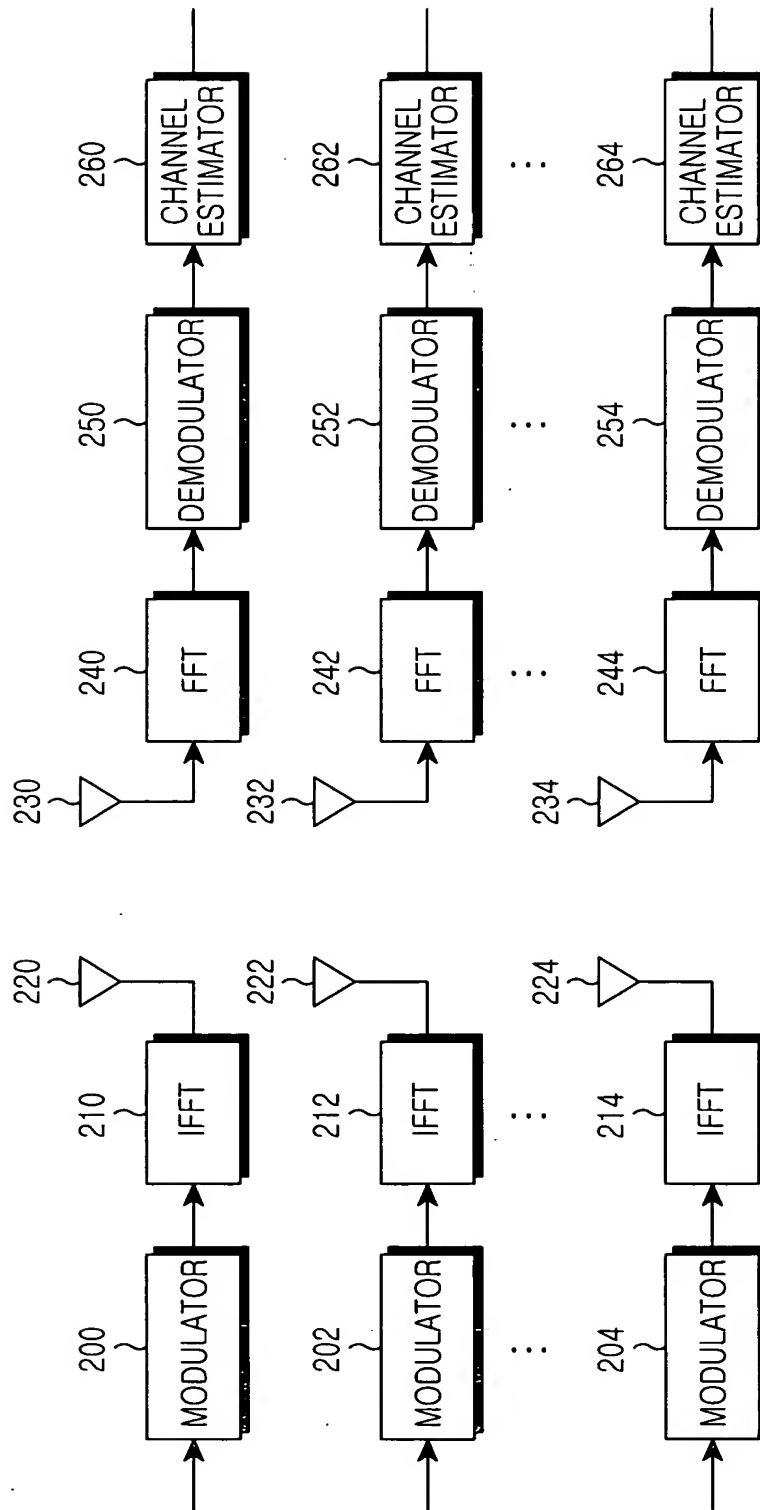 200
MODULATOR
210
IFFT
220
230
240
FFT
250
DEMODULATOR
260
CHANNEL
ESTIMATOR
202
MODULATOR
212
IFFT
222
232
242
FFT
252
DEMODULATOR
262
CHANNEL
ESTIMATOR
...
...
...
...
...
204
MODULATOR
214
IFFT
224
234
244
FFT
254
DEMODULATOR
264
CHANNEL
ESTIMATOR